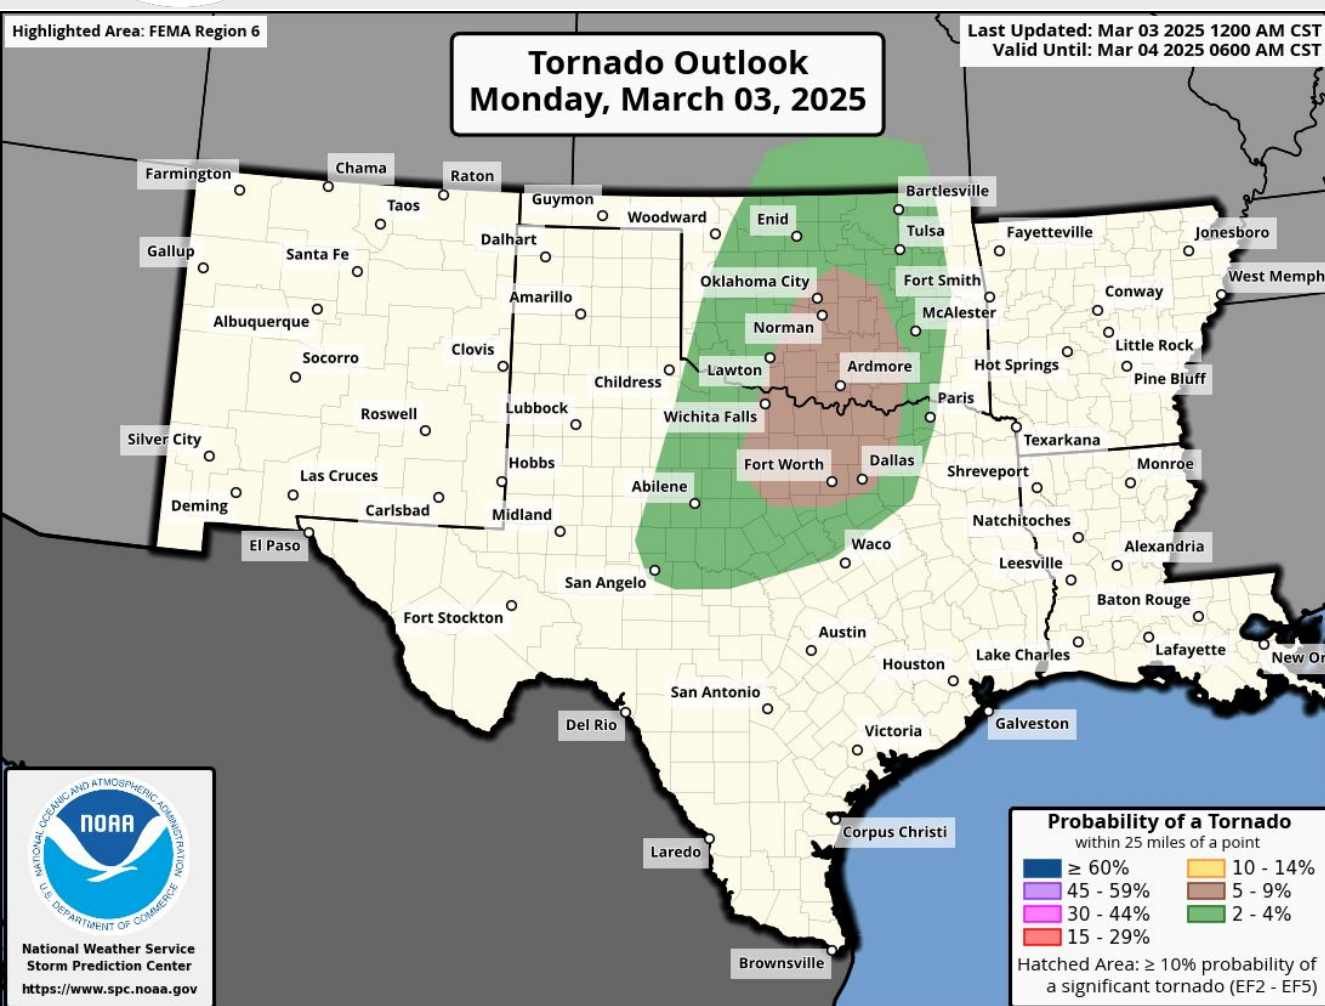 Highlighted Area: FEMA Region 6
Last Updated: Mar 03 2025 1200 AM CST
Valid Until: Mar 04 2025 0600 AM CST
Tornado Outlook
Monday, March 03, 2025
Farmington
Chama
Raton
Taos
Guymon
Woodward
Enid
Bartlesville
Tulsa
Fayetteville
Jonesboro
Gallup
Santa Fe
Dalhart
Oklahoma City
Fort Smith
West Memph
Amarillo
Conway
Albuquerque
Norman
McAlester
Little Rock
Socorro
Clovis
Childress
Lawton
Ardmore
Hot Springs
Pine Bluff
Roswell
Lubbock
Wichita Falls
Paris
Texarkana
Silver City
Las Cruces
Hobbs
Abilene
Fort Worth
Dallas
Shreveport
Monroe
Deming
Carlsbad
Midland
Natchitoches
El Paso
San Angelo
Waco
Leesville
Alexandria
Fort Stockton
Baton Rouge
Austin
Houston
Lake Charles
Lafayette
New Or
San Antonio
Del Rio
Galveston
Victoria
Corpus Christi
Laredo
Brownsville
NATIONAL OCEANIC AND ATMOSPHERIC ADMINISTRATION
NOAA
U.S. DEPARTMENT OF COMMERCE
National Weather Service
Storm Prediction Center
https://www.spc.noaa.gov
Probability of a Tornado
within 25 miles of a point
≥ 60%
45 - 59%
30 - 44%
15 - 29%
10 - 14%
5 - 9%
2 - 4%
Hatched Area: ≥ 10% probability of
a significant tornado (EF2 - EF5)